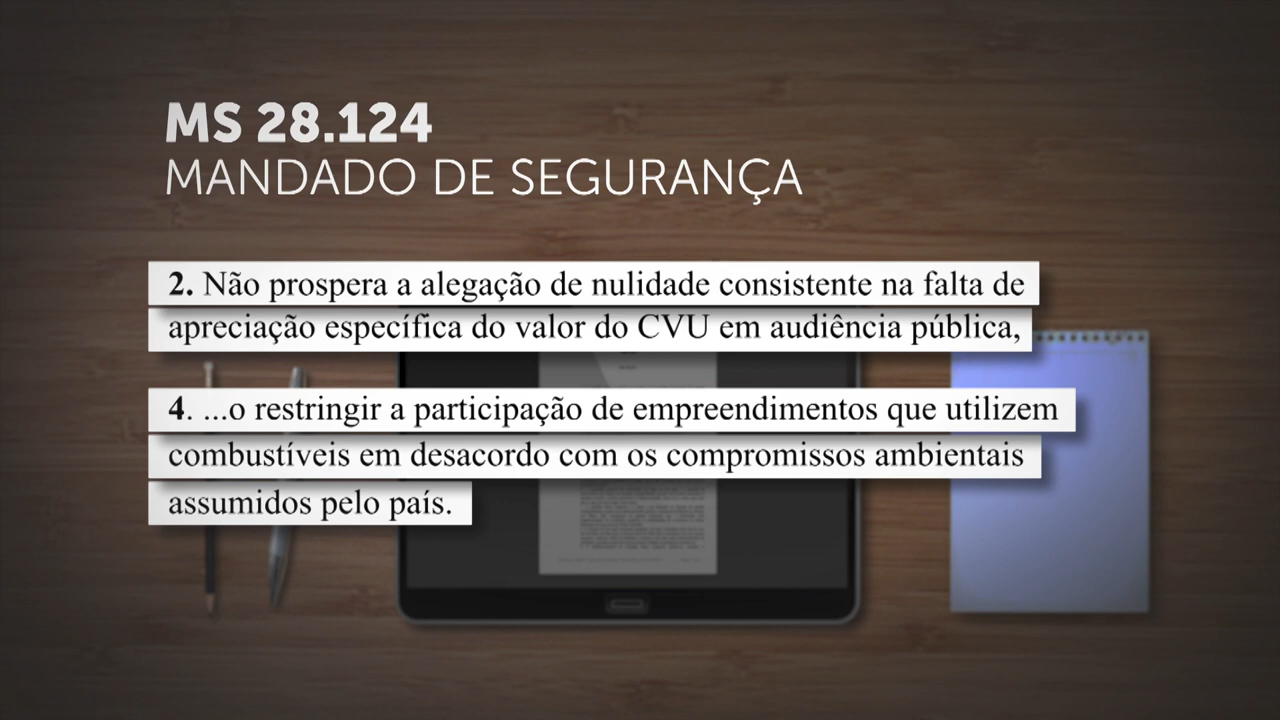 MS 28.124
MANDADO DE SEGURANÇA
2. Não prospera a alegação de nulidade consistente na falta de
apreciação específica do valor do CVU em audiência pública,
4. ...o restringir a participação de empreendimentos que utilizem
combustíveis em desacordo com os compromissos ambientais
assumidos pelo país.